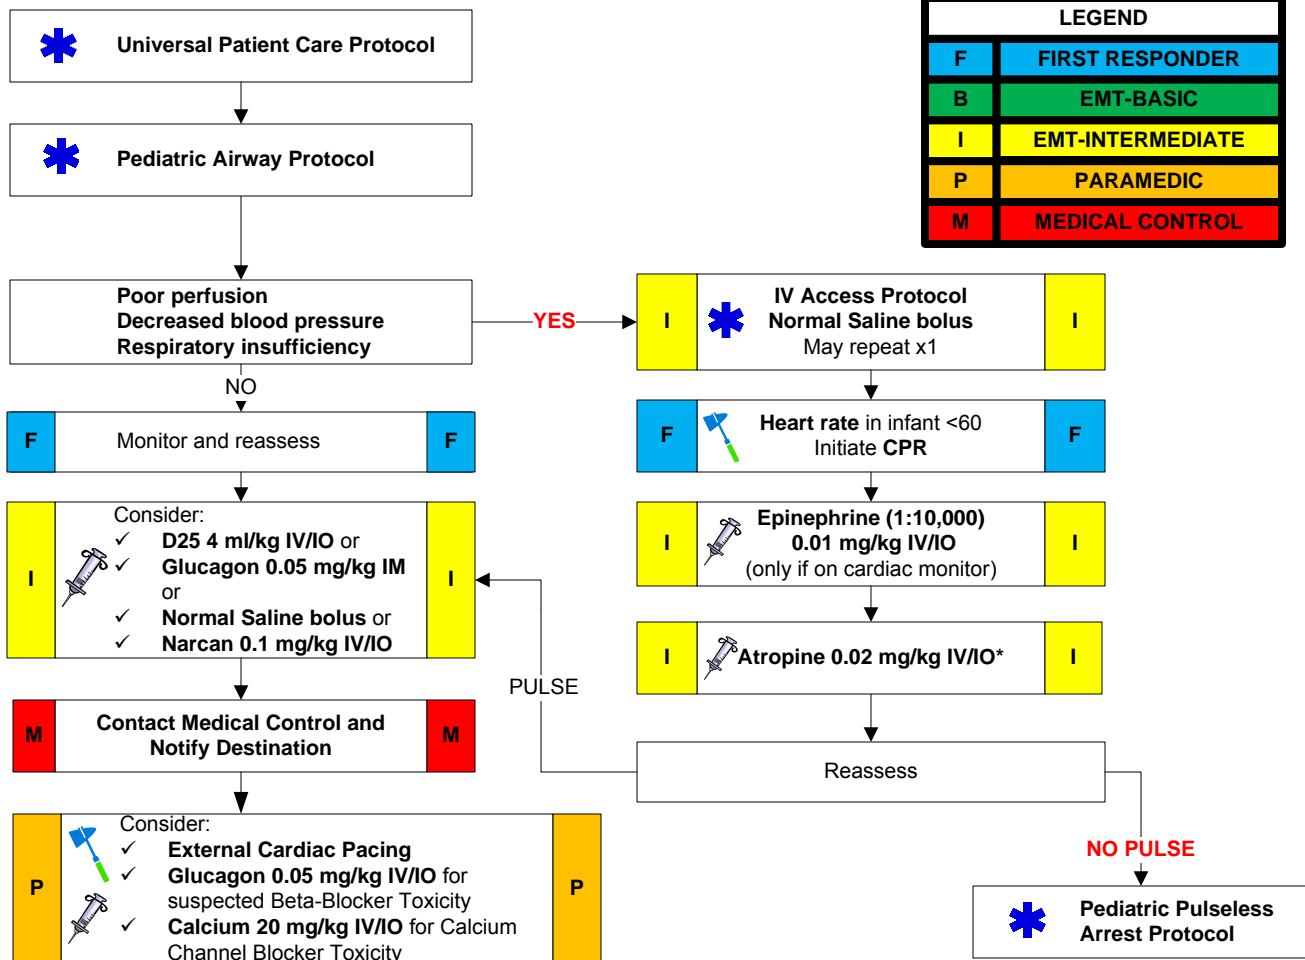 Universal Patient Care Protocol
LEGEND
F FIRST RESPONDER
B EMT-BASIC
I EMT-INTERMEDIATE
P PARAMEDIC
M MEDICAL CONTROL
Pediatric Airway Protocol
Poor perfusion
Decreased blood pressure
Respiratory insufficiency
YES
I
IV Access Protocol
Normal Saline bolus
May repeat x1
I
NO
F
Monitor and reassess
F
F
Heart rate in infant <60
Initiate CPR
F
I
Consider:
✓ D25 4 ml/kg IV/IO or
✓ Glucagon 0.05 mg/kg IM
or
✓ Normal Saline bolus or
✓ Narcan 0.1 mg/kg IV/IO
I
I
Epinephrine (1:10,000)
0.01 mg/kg IV/IO
(only if on cardiac monitor)
I
I
Atropine 0.02 mg/kg IV/IO*
I
PULSE
M
Contact Medical Control and
Notify Destination
M
Reassess
P
Consider:
✓ External Cardiac Pacing
✓ Glucagon 0.05 mg/kg IV/IO for
suspected Beta-Blocker Toxicity
✓ Calcium 20 mg/kg IV/IO for Calcium
Channel Blocker Toxicity
P
NO PULSE
Pediatric Pulseless
Arrest Protocol